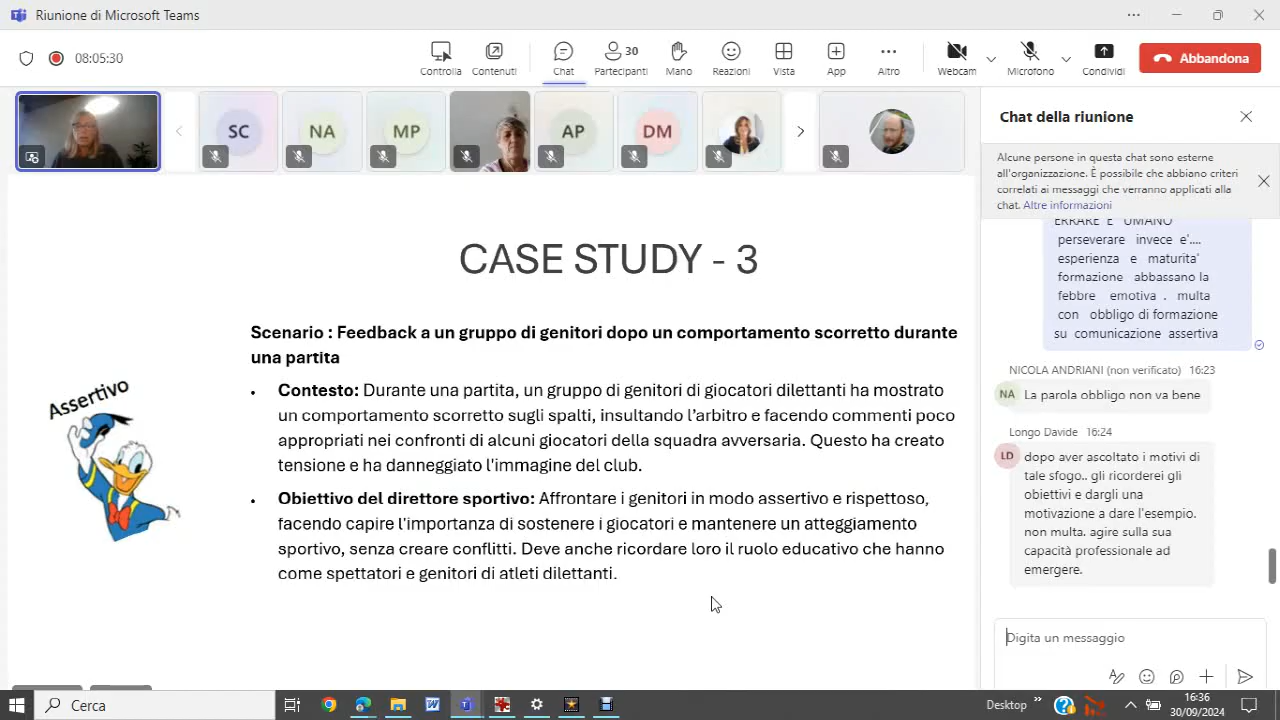 Riunione di Microsoft Teams
08:05:30
Controlla
Contenuti
Chat
30
Partecipanti
Mano
Reazioni
Vista
App
Altro
Webcam
Microfono
Condividi
Abbandona
SC
NA
MP
AP
DM
CASE STUDY - 3
Scenario : Feedback a un gruppo di genitori dopo un comportamento scorretto durante
una partita
Assertivo
• Contesto: Durante una partita, un gruppo di genitori di giocatori dilettanti ha mostrato
un comportamento scorretto sugli spalti, insultando l'arbitro e facendo commenti poco
appropriati nei confronti di alcuni giocatori della squadra avversaria. Questo ha creato
tensione e ha danneggiato l'immagine del club.
• Obiettivo del direttore sportivo: Affrontare i genitori in modo assertivo e rispettoso,
facendo capire l'importanza di sostenere i giocatori e mantenere un atteggiamento
sportivo, senza creare conflitti. Deve anche ricordare loro il ruolo educativo che hanno
come spettatori e genitori di atleti dilettanti.
Chat della riunione
Alcune persone in questa chat sono esterne
all'organizzazione. È possibile che abbiano criteri
correlati ai messaggi che verranno applicati alla
chat. Altre informazioni
ERRARE E' UMANO
perseverare invece e'....
esperienza e maturita'
formazione abbassano la
febbre emotiva . multa
con obbligo di formazione
su comunicazione assertiva
NICOLA ANDRIANI (non verificato) 16:23
NA
La parola obbligo non va bene
Longo Davide 16:24
LD
dopo aver ascoltato i motivi di
tale sfogo.. gli ricorderei gli
obiettivi e dargli una
motivazione a dare l'esempio.
non multa. agire sulla sua
capacità professionale ad
emergere.
Digita un messaggio
Cerca
Desktop
16:36
30/09/2024